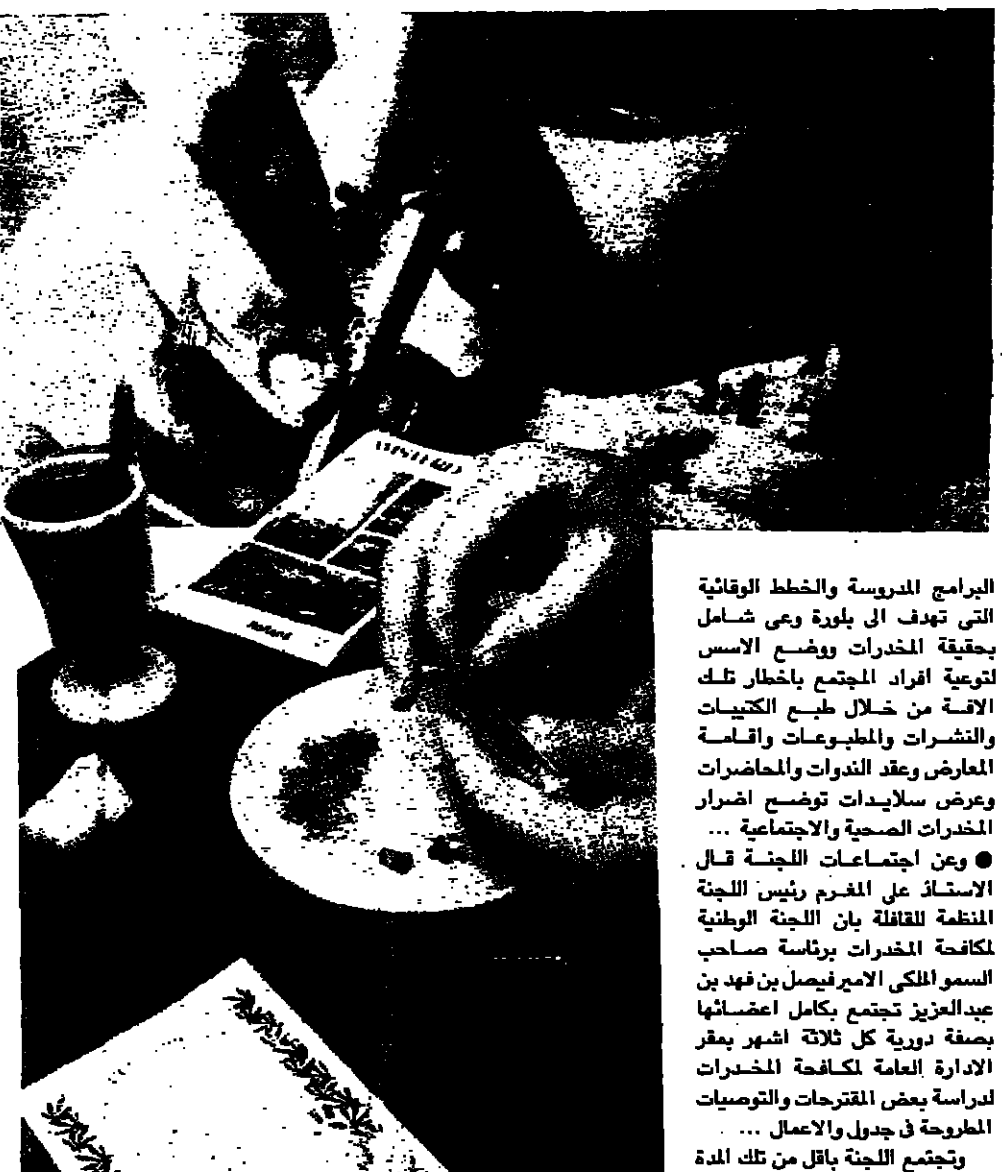 البرامج المدروسة والخطط الوقائية
التى تهدف الى بلورة وعى شامل
بحقيقة المخدرات ووضع الاسس
لتوعية افراد المجتمع باخطار تلك
الافة من خلال طبع الكتيبات
والنشرات والمطبوعات واقامة
المعارض وعقد الندوات والمحاضرات
وعرض سلايدات توضح اضرار
المخدرات الصحية والاجتماعية ...
● وعن اجتماعات اللجنة قال
الاستاذ على المغرم رئيس اللجنة
المنظمة للقافلة بان اللجنة الوطنية
لمكافحة المخدرات برئاسة صاحب
السمو الملكى الامير فيصل بن فهد بن
عبدالعزيز تجتمع بكامل اعضائها
بصفة دورية كل ثلاثة اشهر بمقر
الادارة العامة لمكافحة المخدرات
لدراسة بعض المقترحات والتوصيات
المطروحة فى جدول والاعمال ...
وتجتمع اللجنة باقل من تلك المدة